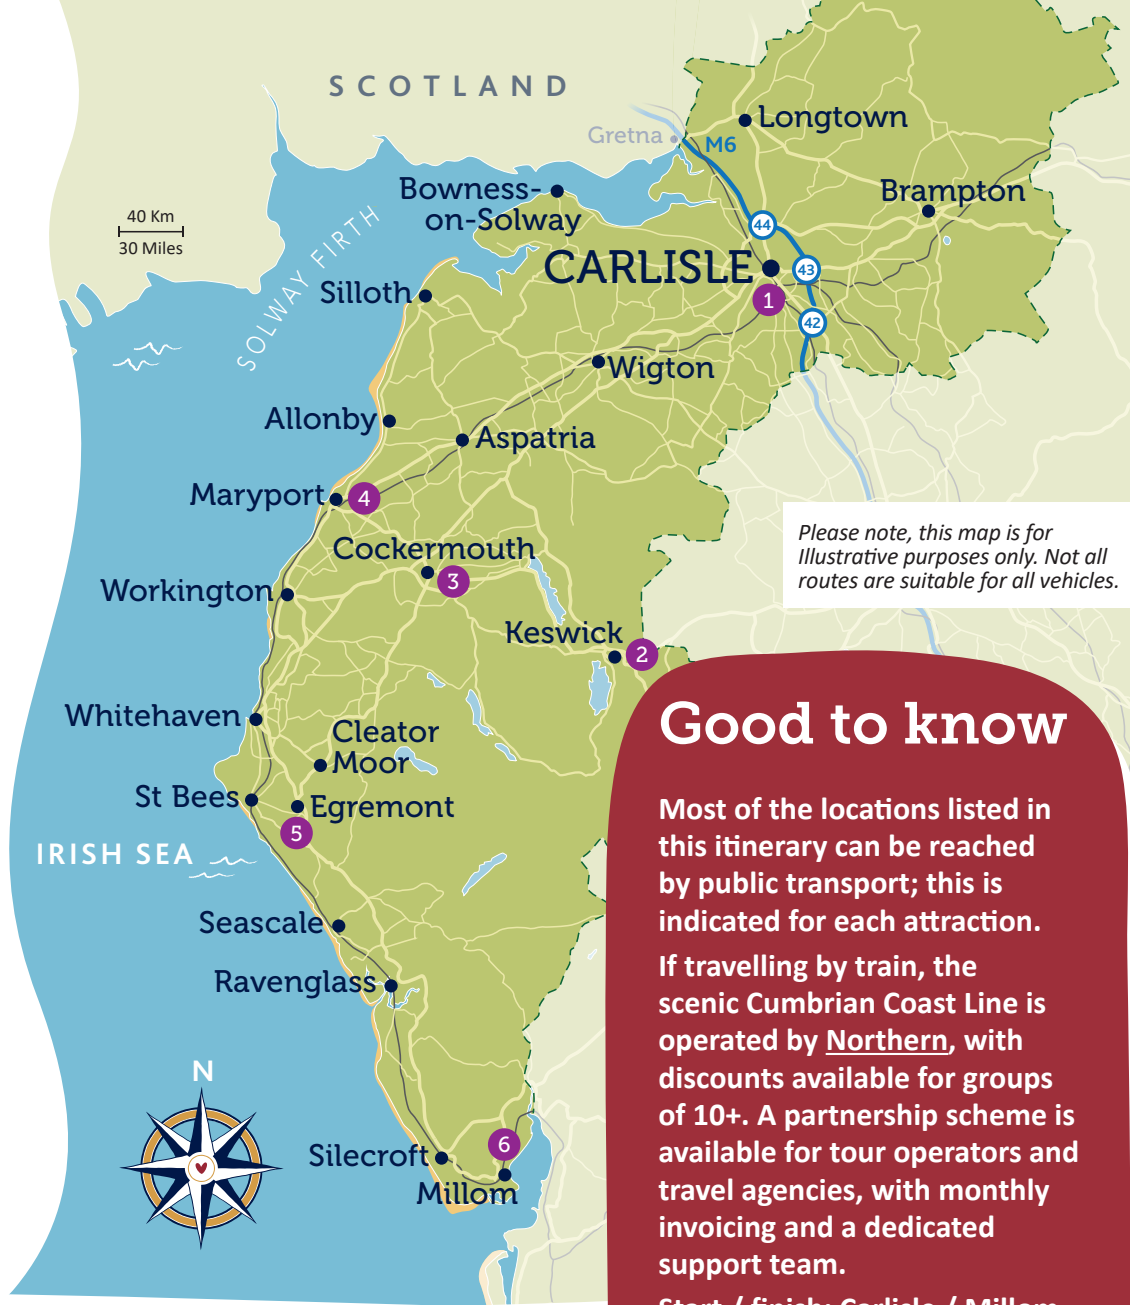 SCOTLAND
Longtown
Gretna
M6
Bowness-
on-Solway
Brampton
40 Km
30 Miles
SOLWAY FIRTH
44
CARLISLE
43
1
Silloth
42
Wigton
Allonby
Aspatria
Maryport
4
Please note, this map is for
Illustrative purposes only. Not all
routes are suitable for all vehicles.
Cockermouth
3
Workington
Keswick
2
Whitehaven
Cleator
Moor
St Bees
Egremont
5
IRISH SEA
Seascale
Ravenglass
N
6
Silecroft
Millom
Good to know
Most of the locations listed in
this itinerary can be reached
by public transport; this is
indicated for each attraction.
If travelling by train, the
scenic Cumbrian Coast Line is
operated by Northern, with
discounts available for groups
of 10+. A partnership scheme is
available for tour operators and
travel agencies, with monthly
invoicing and a dedicated
support team.
Start / finish: Carlisle / Millom